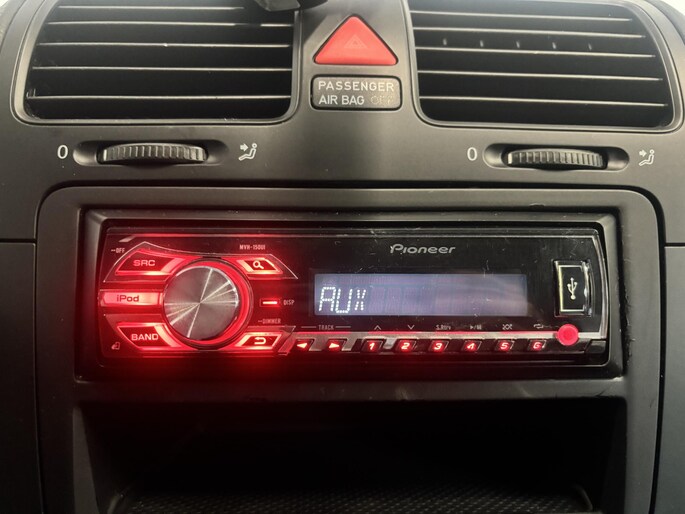 PASSENGER
AIR BAG OFF
0
0
OFF
MVH-150UI
Pioneer
SRC
iPod
DISP
AUX
DIMMER
BAND
TRACK
S.Rtrv
1 2 3 4 5 6